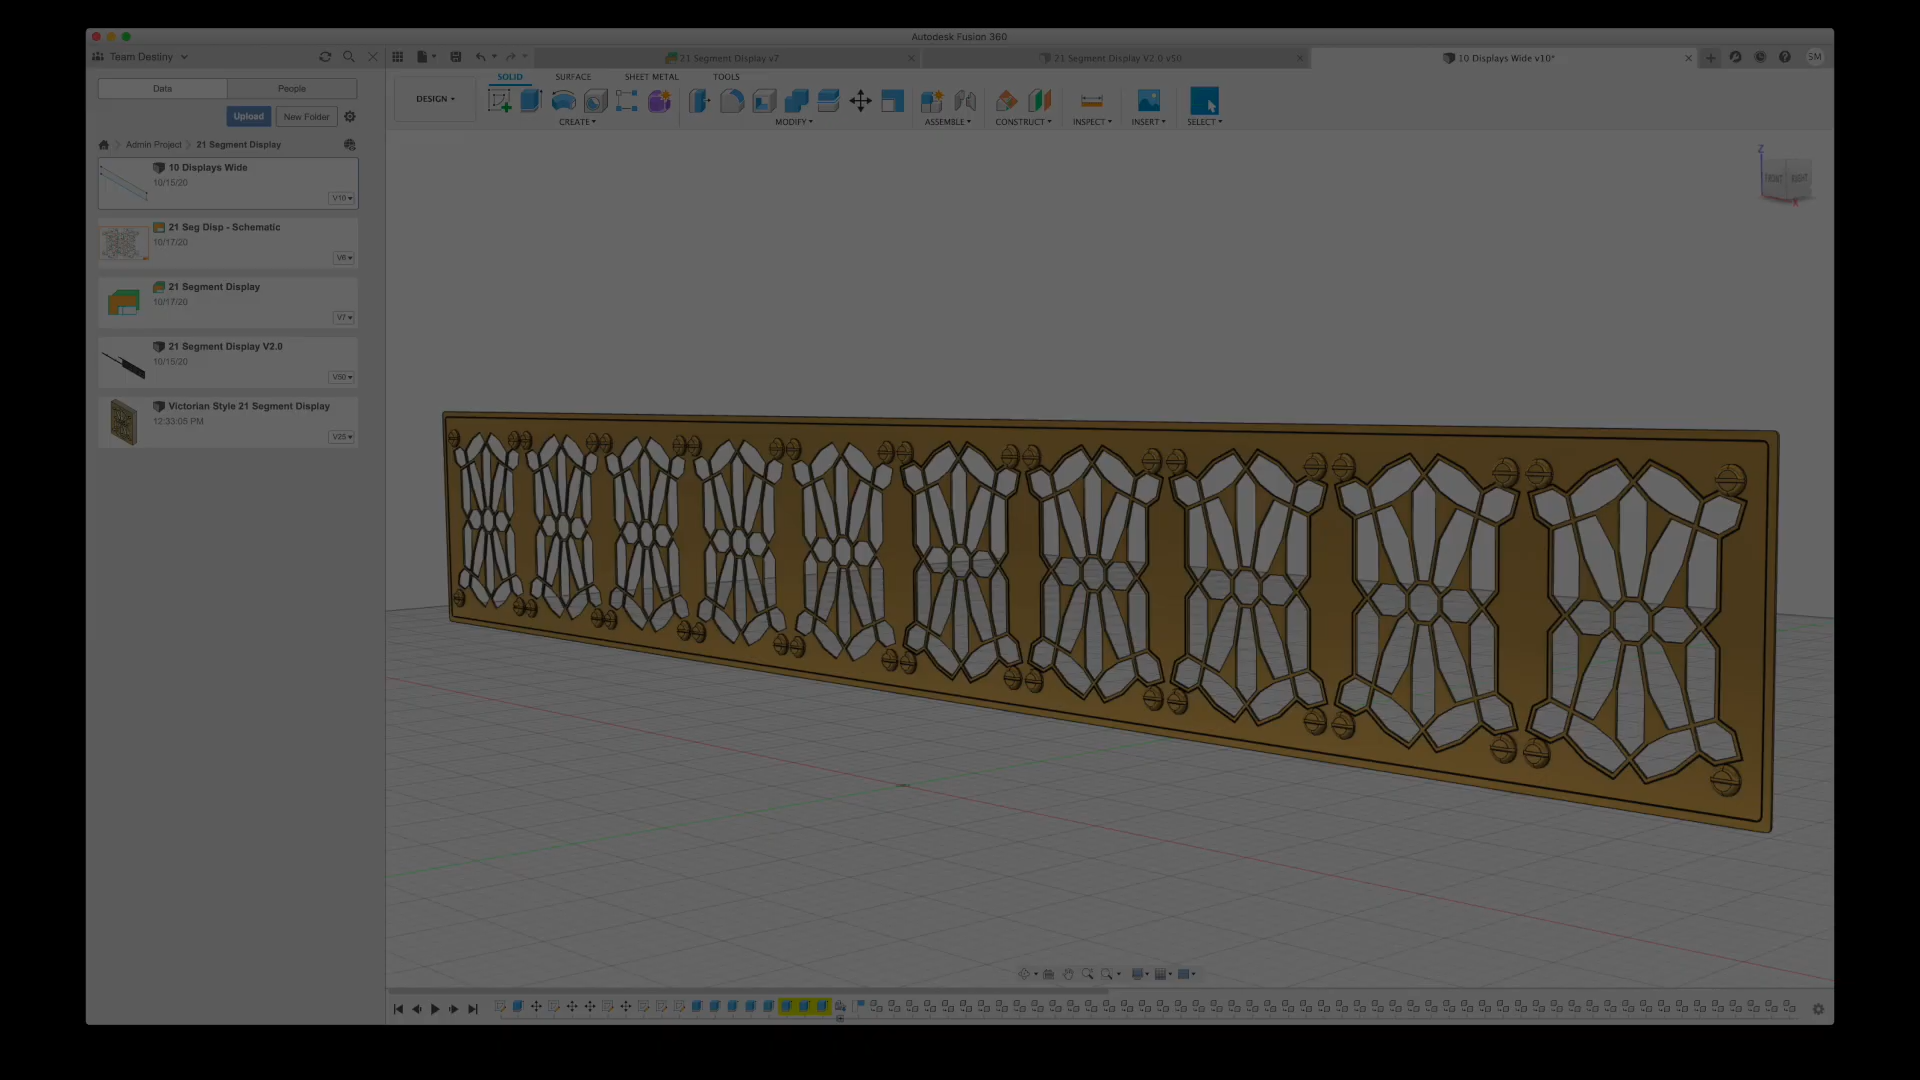 Autodesk Fusion 360
Team Destiny
21 Segment Display v7
21 Segment Display V2.0 v50
10 Displays Wide v10*
SM
Data
People
SOLID
SURFACE
SHEET METAL
TOOLS
DESIGN
Upload
New Folder
CREATE
MODIFY
ASSEMBLE
CONSTRUCT
INSPECT
INSERT
SELECT
Admin Project
21 Segment Display
10 Displays Wide
10/15/20
V10
21 Seg Disp - Schematic
10/17/20
V6
21 Segment Display
10/17/20
V7
21 Segment Display V2.0
10/15/20
V50
Victorian Style 21 Segment Display
12:33:05 PM
V25
Z
FRONT
RIGHT
X